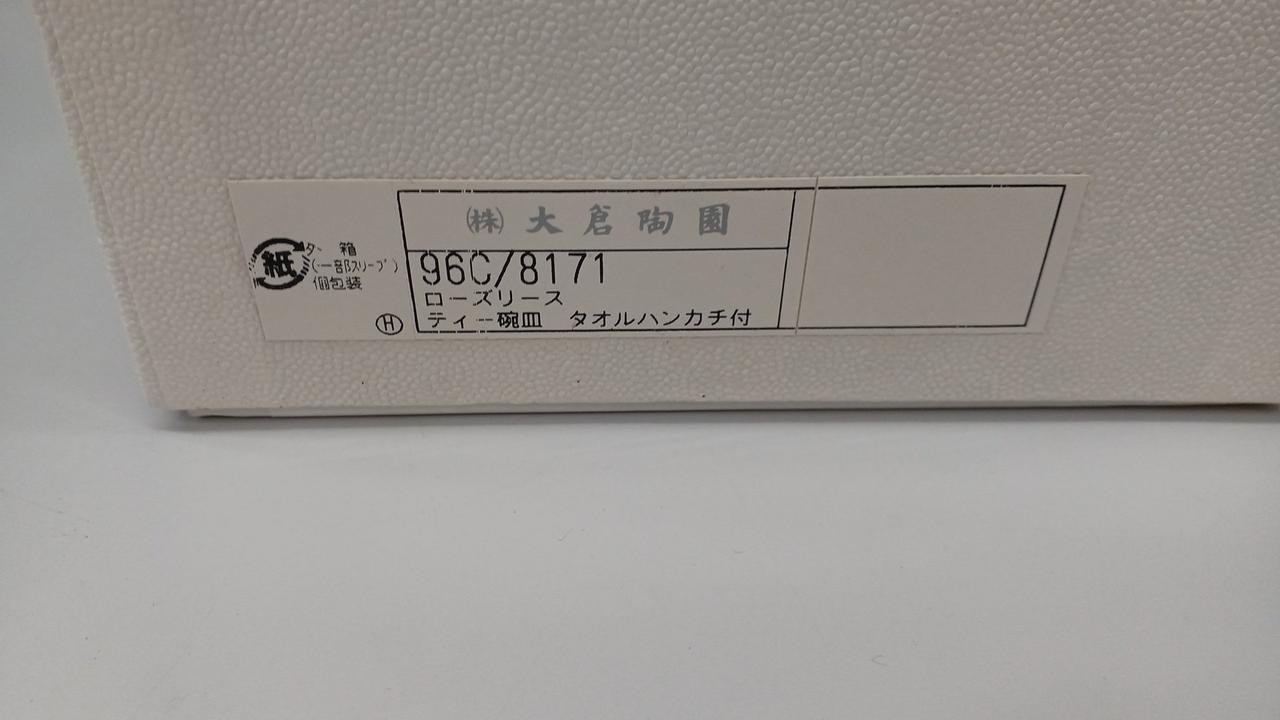 紙
外箱
(一部スリーブ)
個包装
H
㈱大倉陶園
96C/8171
ローズリース
ティー碗皿 タオルハンカチ付